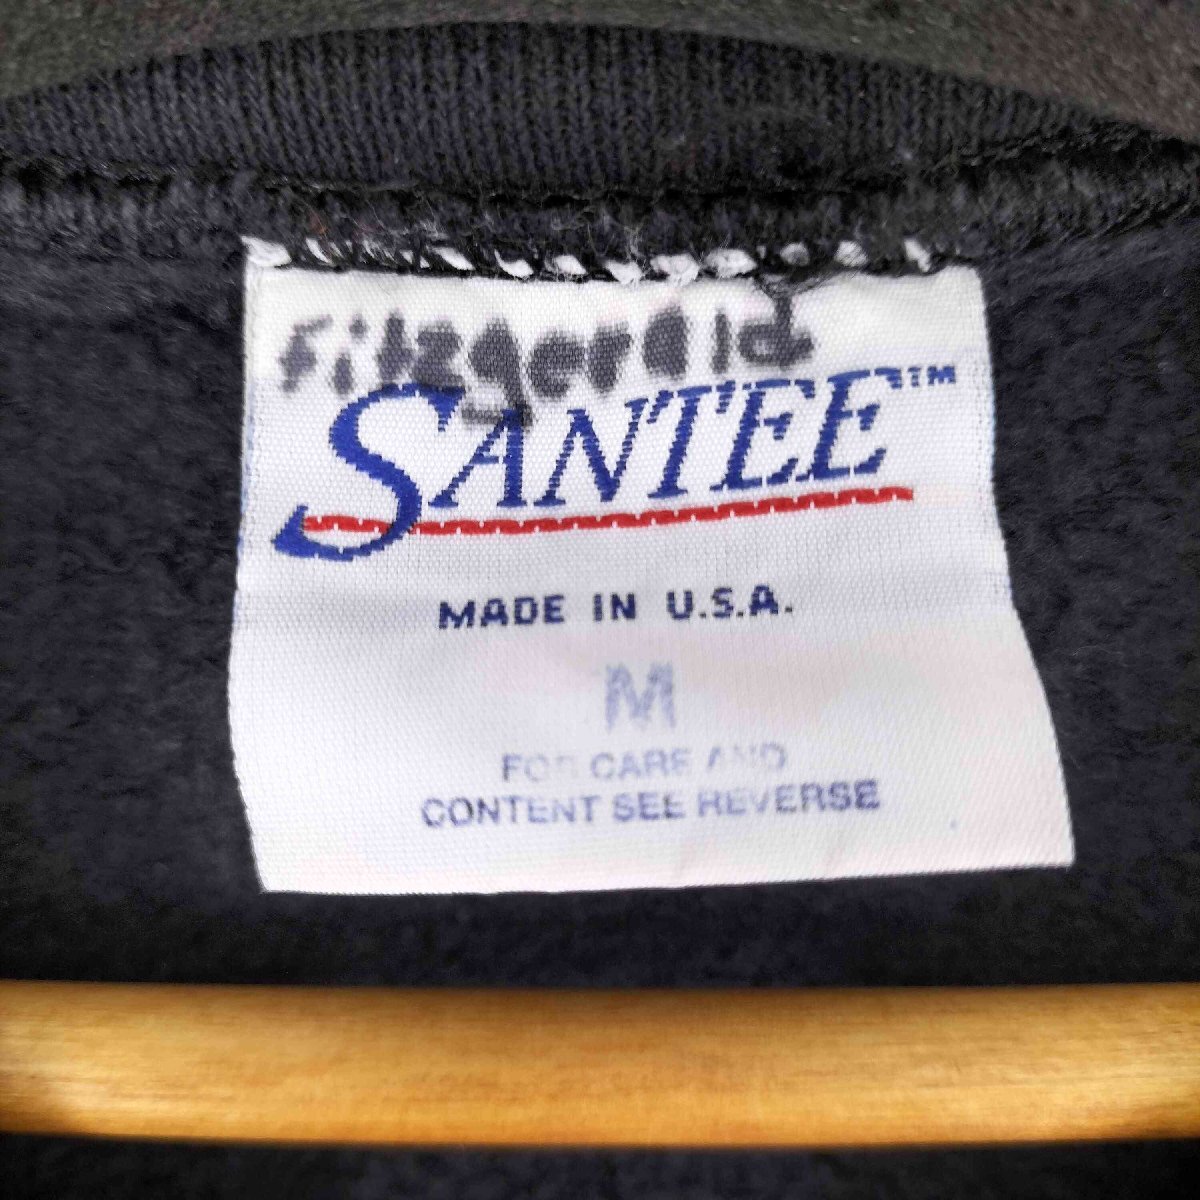 Fitzgerald
SANTEE™
MADE IN U.S.A.
M
FOR CARE AND
CONTENT SEE REVERSE